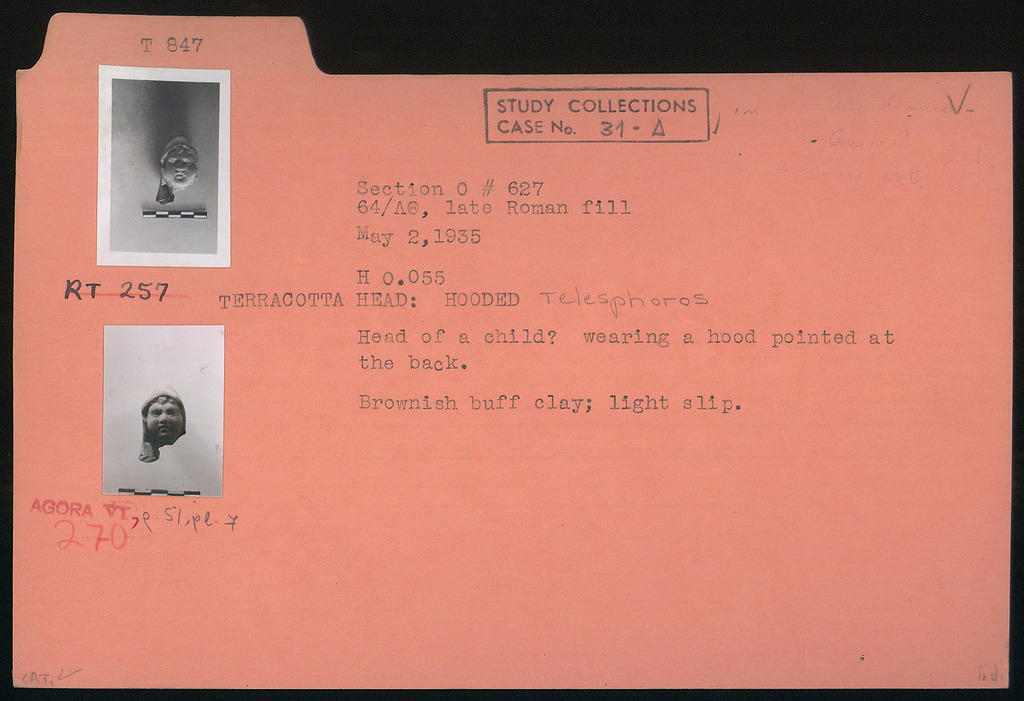 T 847
STUDY COLLECTIONS
CASE No. 31 - Δ
Section O # 627
64/ΛΘ, late Roman fill
May 2,1935
H 0.055
RT 257
TERRACOTTA HEAD: HOODED Telesphoros
Head of a child? wearing a hood pointed at
the back.
Brownish buff clay; light slip.
AGORA VI, p. 51, pl. 7
270
CAT. ✓
ind.